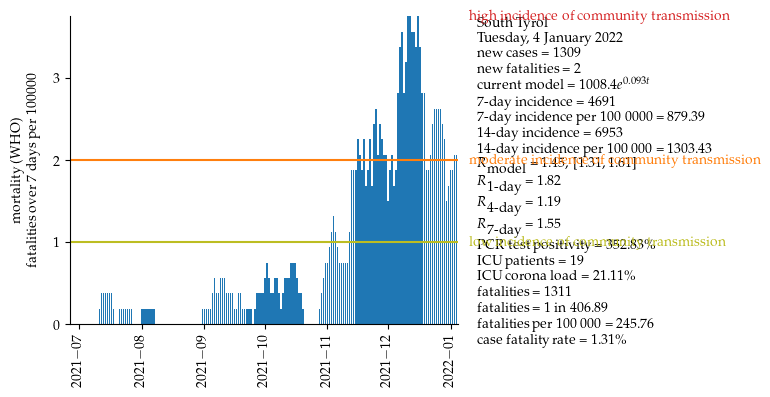 high incidence of community transmission
South Tyrol
Tuesday, 4 January 2022
new cases = 1309
new fatalities = 2
current model = 1008.4e^0.093t
7-day incidence = 4691
7-day incidence per 100 0000 = 879.39
14-day incidence = 6953
14-day incidence per 100 000 = 1303.43
moderate incidence of community transmission
R model = 1.45, [1.31, 1.61]
R 1-day = 1.82
R 4-day = 1.19
R 7-day = 1.55
low incidence of community transmission
PCR test positivity = 352.83%
ICU patients = 19
ICU corona load = 21.11%
fatalities = 1311
fatalities = 1 in 406.89
fatalities per 100 000 = 245.76
case fatality rate = 1.31%
mortality (WHO)
fatalities over 7 days per 100000
3
2
1
0
2021−07
2021−08
2021−09
2021−10
2021−11
2021−12
2022−01